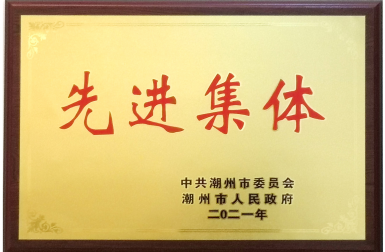 先进集体
中共潮州市委员会
潮州市人民政府
二〇二一年